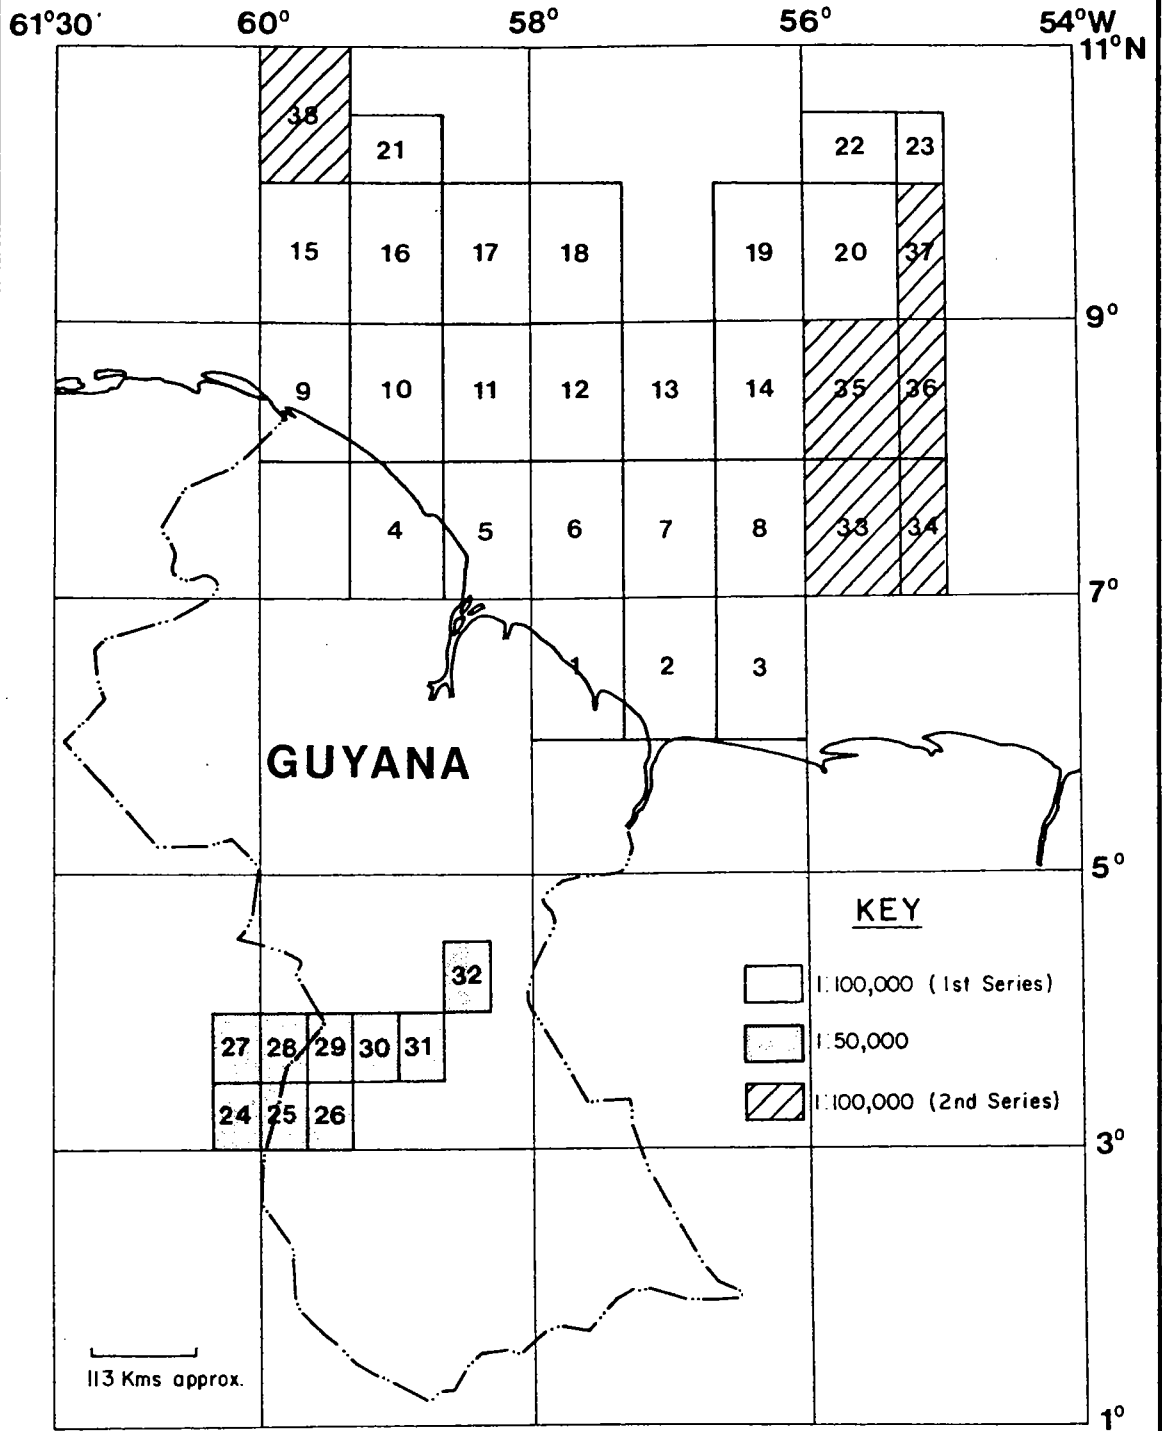 61°30' 60° 58° 56° 54°W
11°N
38
21 22 23
15 16 17 18 19 20 37
9°
9 10 11 12 13 14 35 36
4 5 6 7 8 33 34
7°
1 2 3
GUYANA
5°
KEY
32
1:100,000 (1st Series)
27 28 29 30 31
1:50,000
24 25 26
1:100,000 (2nd Series)
3°
113 Kms approx.
1°